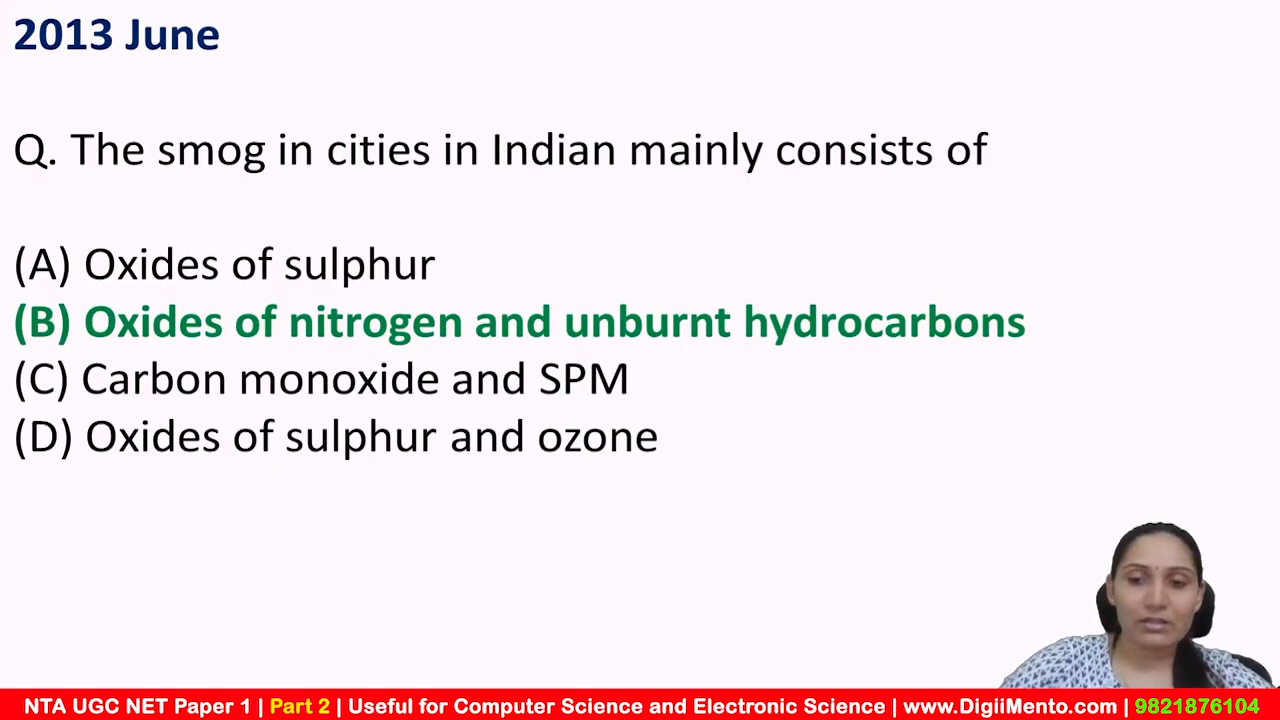 2013 June
Q. The smog in cities in Indian mainly consists of
(A) Oxides of sulphur
(B) Oxides of nitrogen and unburnt hydrocarbons
(C) Carbon monoxide and SPM
(D) Oxides of sulphur and ozone
NTA UGC NET Paper 1 | Part 2 | Useful for Computer Science and Electronic Science | www.DigiiMento.com | 9821876104